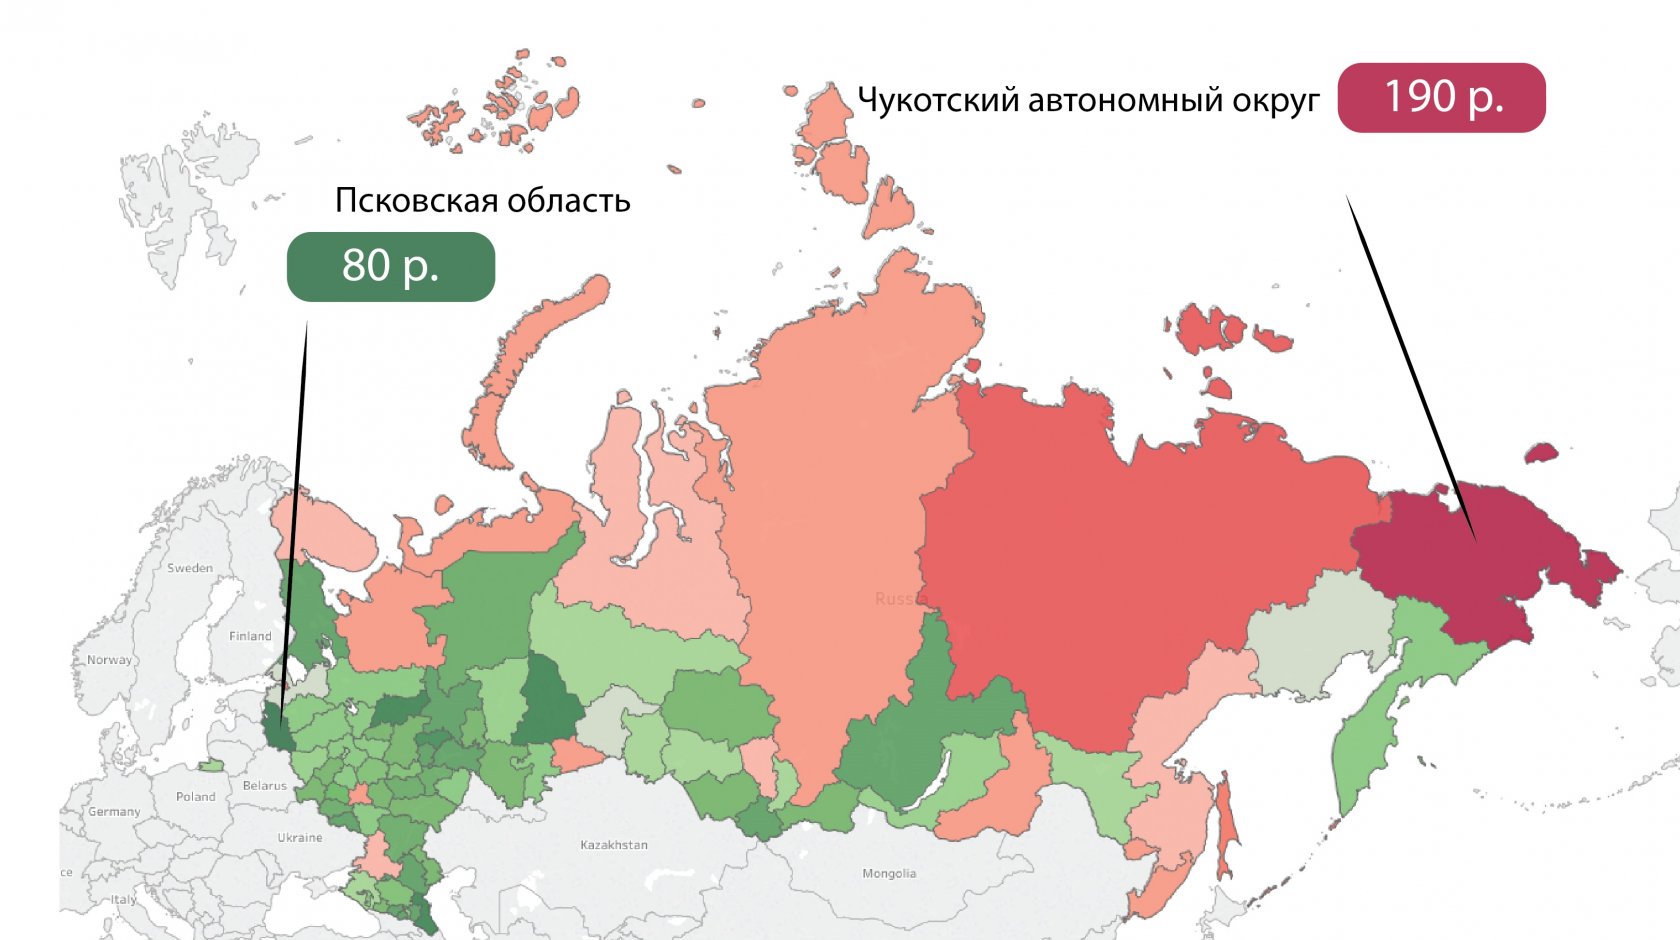 Чукотский автономный округ 190 р.
Псковская область
80 р.
Russia
Sweden
Finland
Norway
Belarus
Poland
Germany
Ukraine
Kazakhstan
Mongolia
ce
Italy